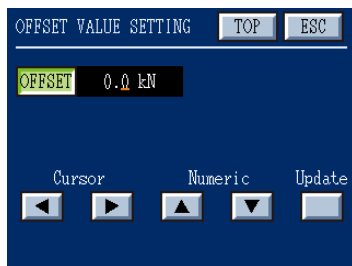 OFFSET VALUE SETTING TOP ESC
OFFSET 0.0 kN
Cursor Numeric Update